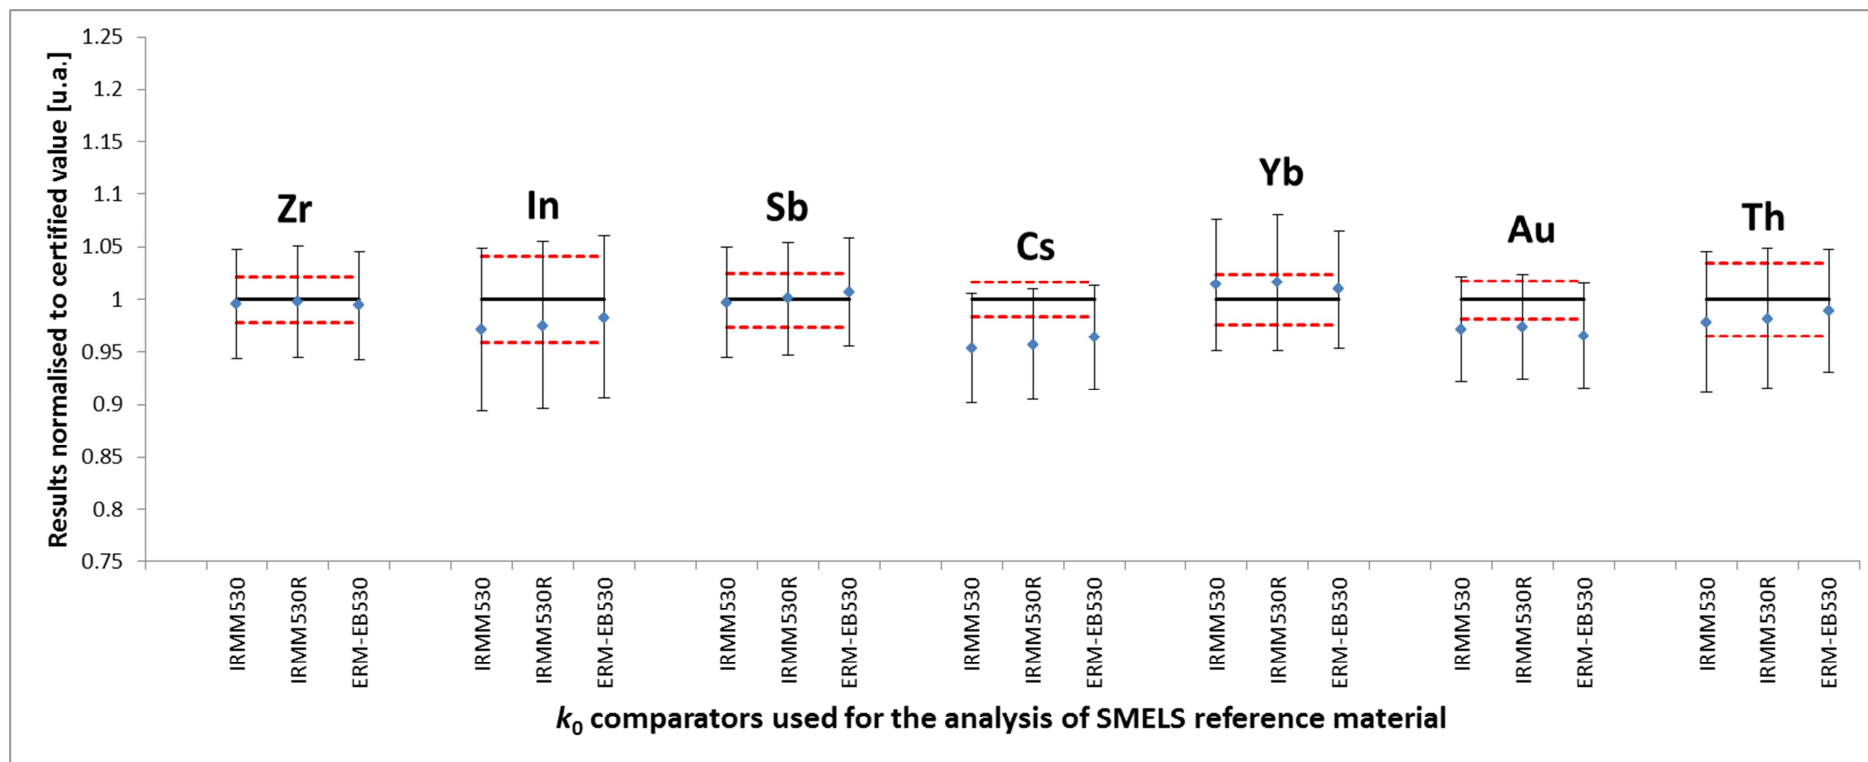 Results normalised to certified value [u.a.]
1.25
1.2
1.15
1.1
1.05
1
0.95
0.9
0.85
0.8
0.75
Zr
In
Sb
Cs
Yb
Au
Th
IRMM530
IRMM530R
ERM-EB530
IRMM530
IRMM530R
ERM-EB530
IRMM530
IRMM530R
ERM-EB530
IRMM530
IRMM530R
ERM-EB530
IRMM530
IRMM530R
ERM-EB530
IRMM530
IRMM530R
ERM-EB530
IRMM530
IRMM530R
ERM-EB530
k0 comparators used for the analysis of SMELS reference material